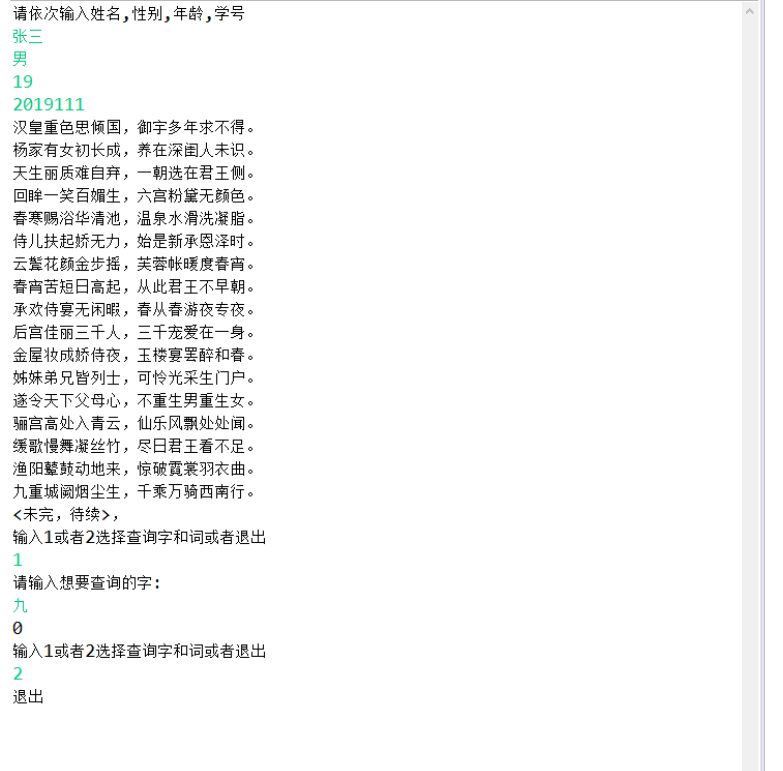 请依次输入姓名,性别,年龄,学号
张三
男
19
2019111
汉皇重色思倾国，御宇多年求不得。
杨家有女初长成，养在深闺人未识。
天生丽质难自弃，一朝选在君王侧。
回眸一笑百媚生，六宫粉黛无颜色。
春寒赐浴华清池，温泉水滑洗凝脂。
侍儿扶起娇无力，始是新承恩泽时。
云鬓花颜金步摇，芙蓉帐暖度春宵。
春宵苦短日高起，从此君王不早朝。
承欢侍宴无闲暇，春从春游夜专夜。
后宫佳丽三千人，三千宠爱在一身。
金屋妆成娇侍夜，玉楼宴罢醉和春。
姊妹弟兄皆列士，可怜光采生门户。
遂令天下父母心，不重生男重生女。
骊宫高处入青云，仙乐风飘处处闻。
缓歌慢舞凝丝竹，尽日君王看不足。
渔阳鼙鼓动地来，惊破霓裳羽衣曲。
九重城阙烟尘生，千乘万骑西南行。
<未完，待续>，
输入1或者2选择查询字和词或者退出
1
请输入想要查询的字:
九
0
输入1或者2选择查询字和词或者退出
2
退出